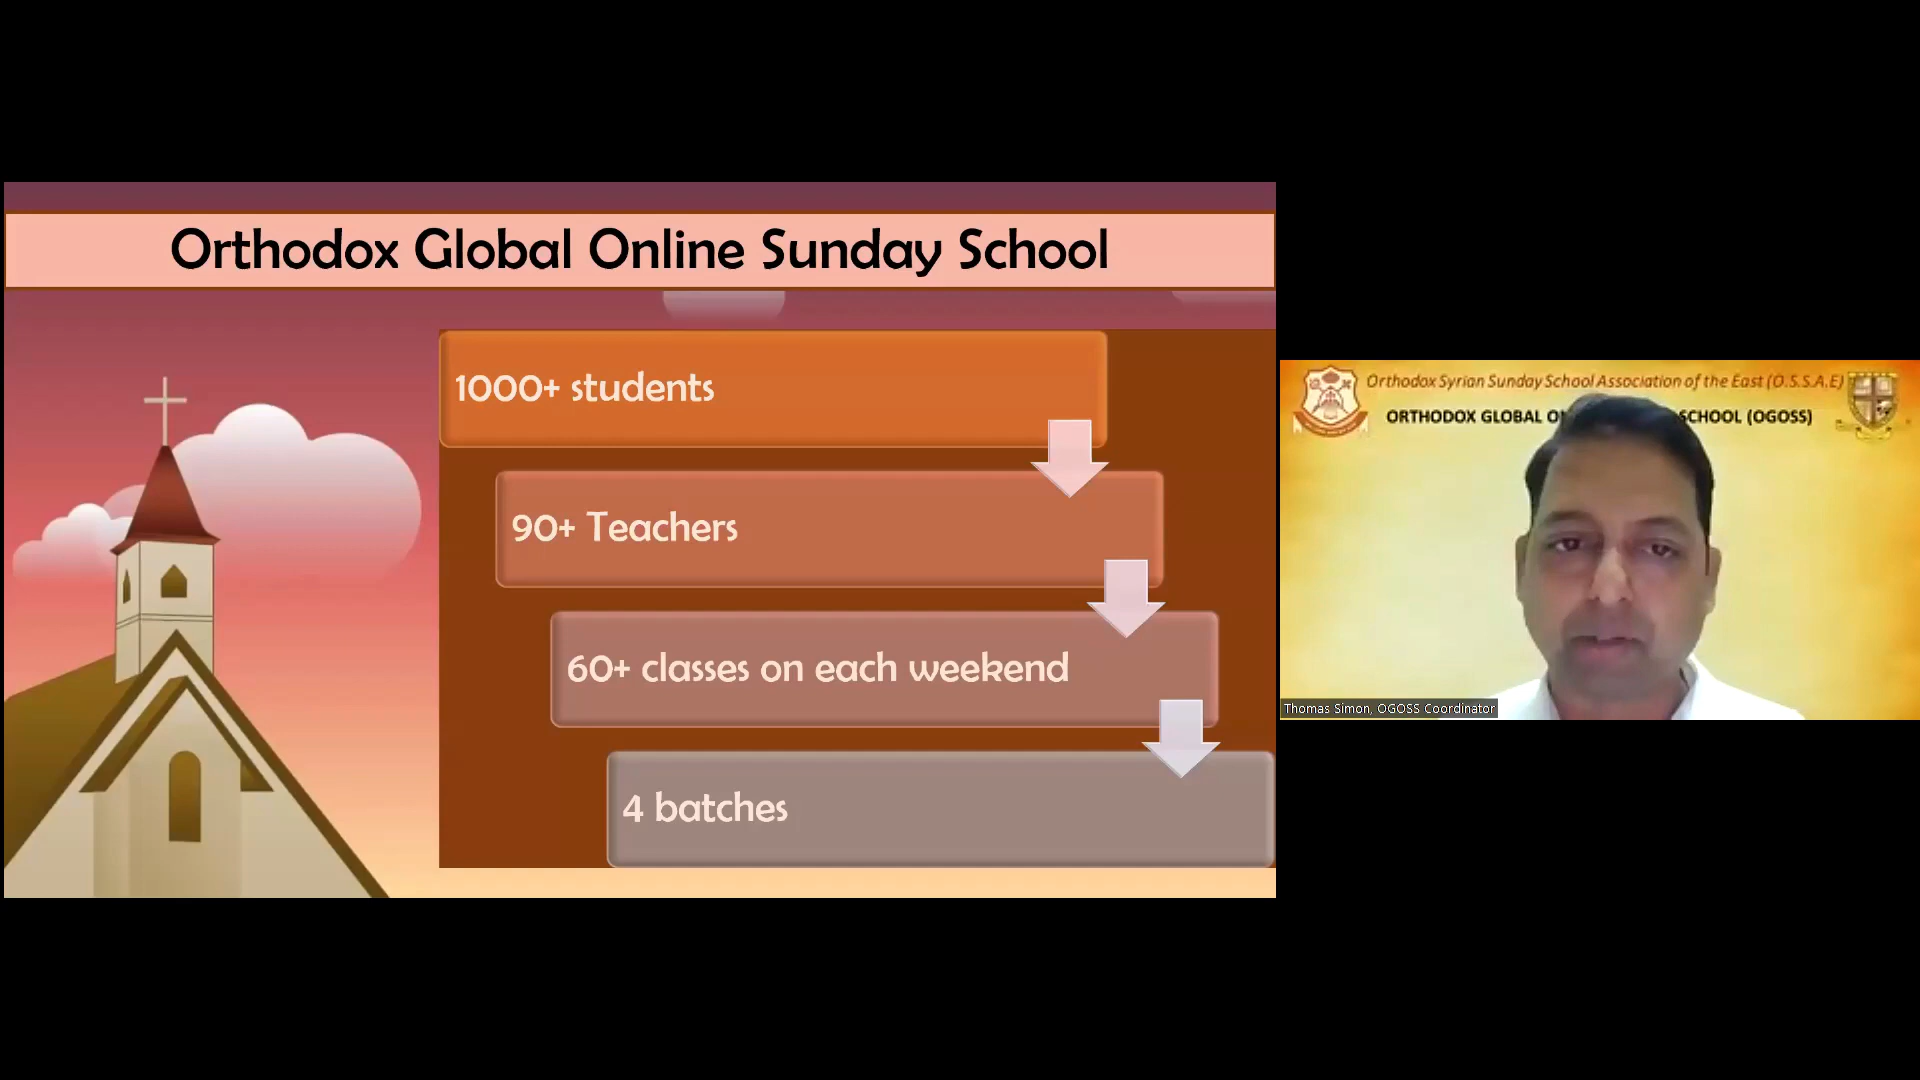 Orthodox Global Online Sunday School
1000+ students
90+ Teachers
60+ classes on each weekend
4 batches
Orthodox Syrian Sunday School Association of the East (O.S.S.A.E)
ORTHODOX GLOBAL SCHOOL (OGOSS)
Thomas Simon, OGOSS Coordinator